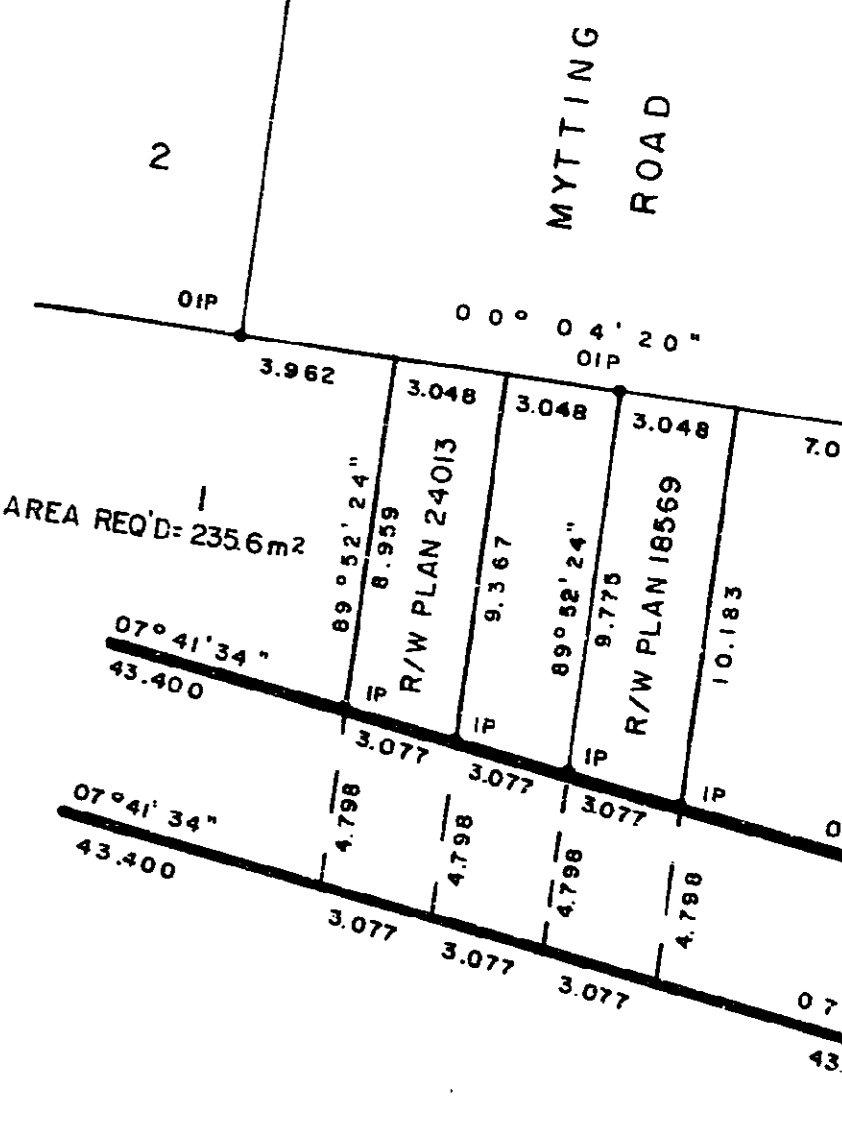 MYTTING
ROAD
2
OIP
00° 04' 20"
OIP
3.962
3.048
3.048
3.048
7.0
1
AREA REQ'D= 235.6m2
89°52'24"
8.959
R/W PLAN 24013
9.367
89°52'24"
9.775
R/W PLAN 18569
10.183
07°41'34"
43.400
IP
IP
IP
IP
3.077
3.077
3.077
0
07°41'34"
43.400
4.798
4.798
4.798
4.798
3.077
3.077
3.077
07
43.